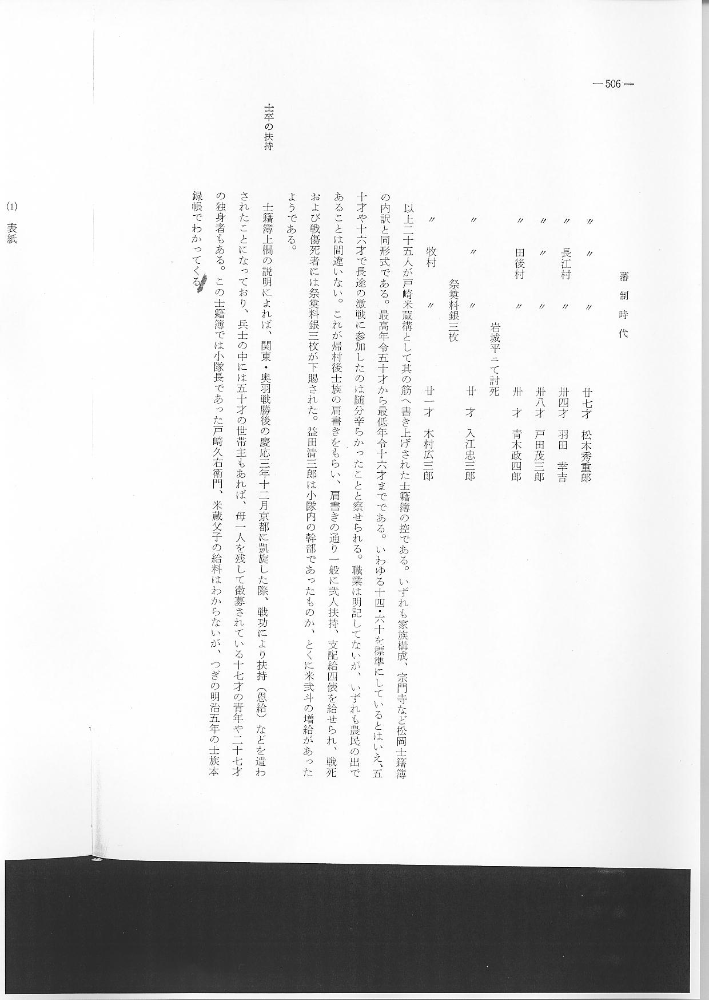 — 506 —
藩制時代
〃 〃 〃 廿七才 松本秀重郎
〃 長江村 〃 卅四才 羽田 幸吉
〃 〃 〃 卅八才 戸田茂三郎
〃 田後村 〃 卅 才 青木政四郎
岩城平ニて討死
〃 〃 〃 廿 才 入江忠三郎
祭奠料銀三枚
〃 牧村 〃 廿一才 木村広三郎
以上二十五人が戸崎米蔵構として其の筋へ書き上げされた士籍簿の控である。いずれも家族構成、宗門寺など松岡士籍簿
の内訳と同形式である。最高年令五十才から最低年令十六才までである。いわゆる十四・六十を標準にしているとはいえ、五
十才や十六才で長途の激戦に参加したのは随分辛らかったことと察せられる。職業は明記してないが、いずれも農民の出で
あることは間違いない。これが帰村後士族の肩書きをもらい、肩書きの通り一般に弐人扶持、支配給四俵を給せられ、戦死
および戦傷死者には祭奠料銀三枚が下賜された。益田清三郎は小隊内の幹部であったものか、とくに米弐斗の増給があった
ようである。
士卒の扶持
士籍簿上欄の説明によれば、関東・奥羽戦勝後の慶応三年十二月京都に凱旋した際、戦功により扶持（恩給）などを遣わ
されたことになっており、兵士の中には五十才の世帯主もあれば、母一人を残して徴募されている十七才の青年や二十七才
の独身者もある。この士籍簿では小隊長であった戸崎久右衛門、米蔵父子の給料はわからないが、つぎの明治五年の士族本
録帳でわかってくる
(1) 表紙